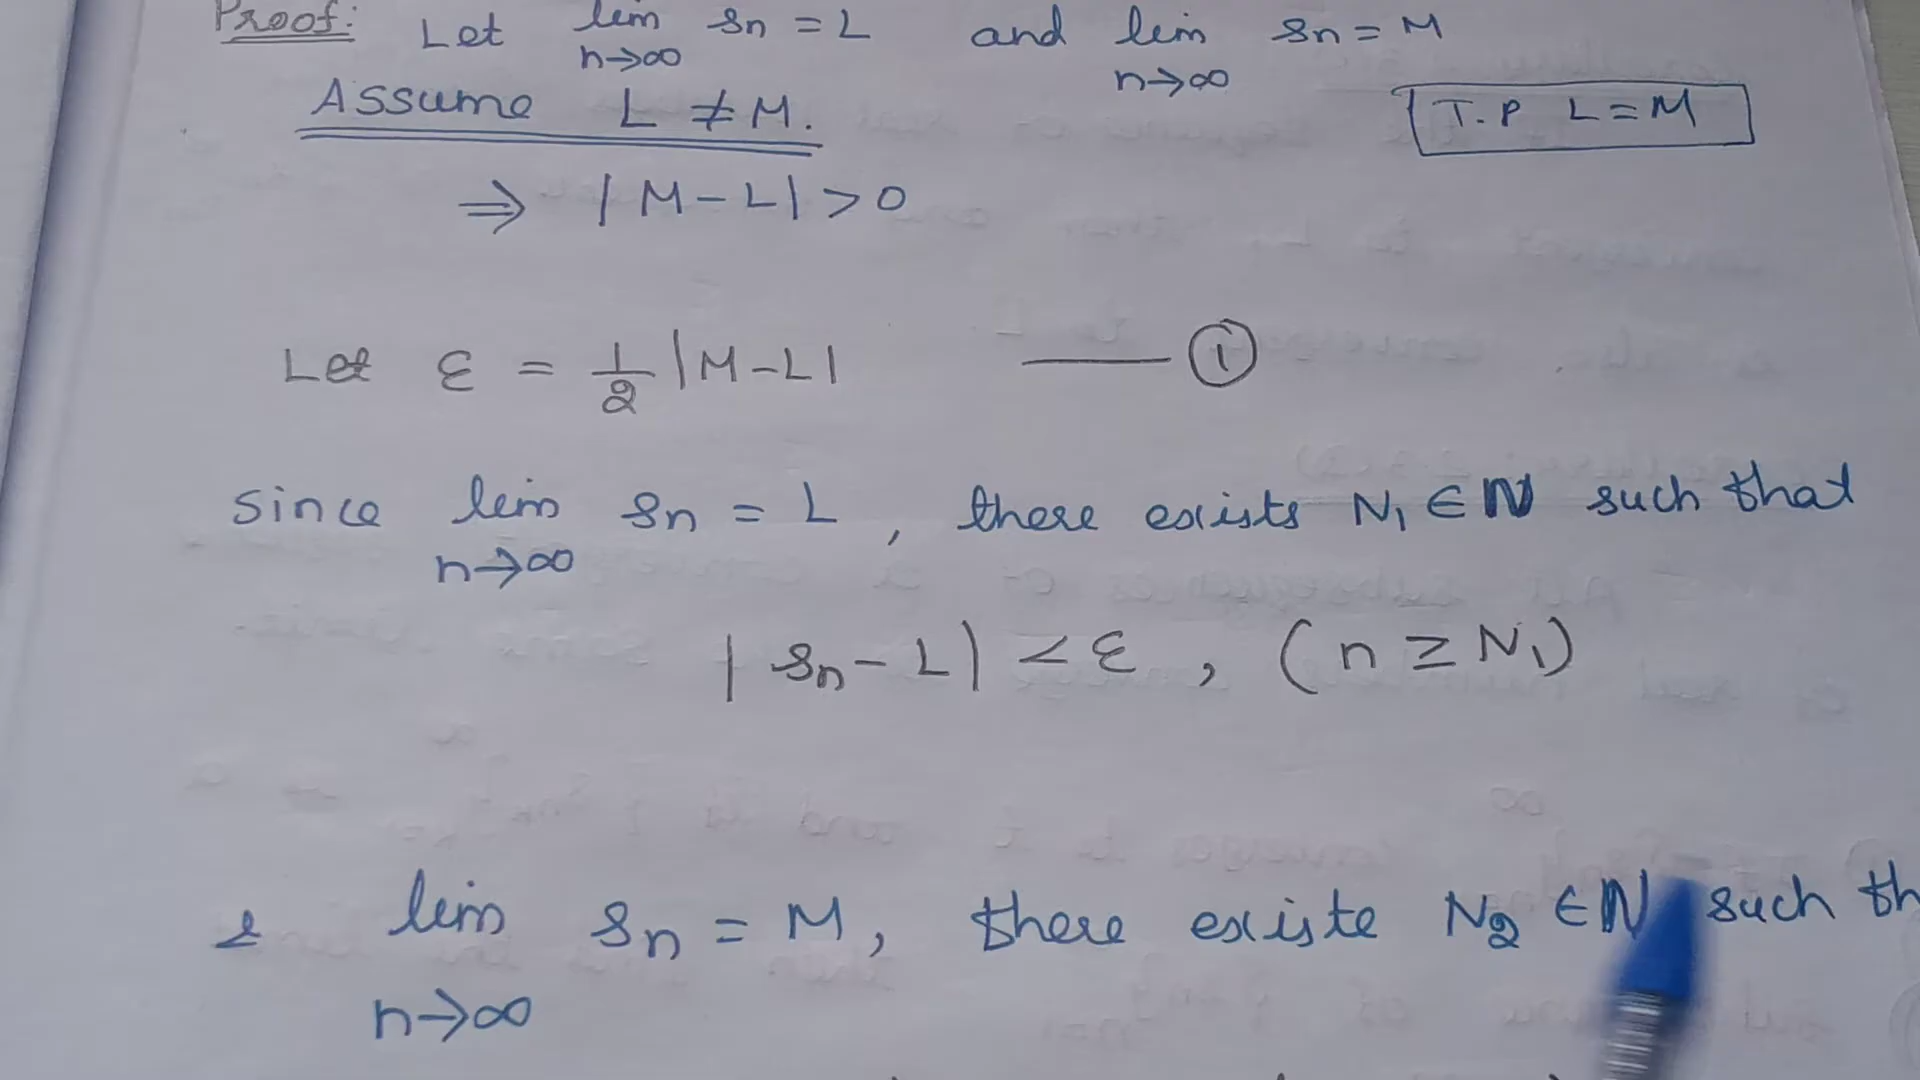 Proof: Let lim sn = L and lim sn = M
n→∞ n→∞
Assume L ≠ M.
T.P L = M
⇒ |M-L| > 0
Let ε = 1/2 |M-L| —— ①
Since lim sn = L, there exists N1 ∈ ℕ such that
n→∞
|sn - L| < ε, (n ≥ N1)
& lim sn = M, there existe N2 ∈ ℕ such th
n→∞